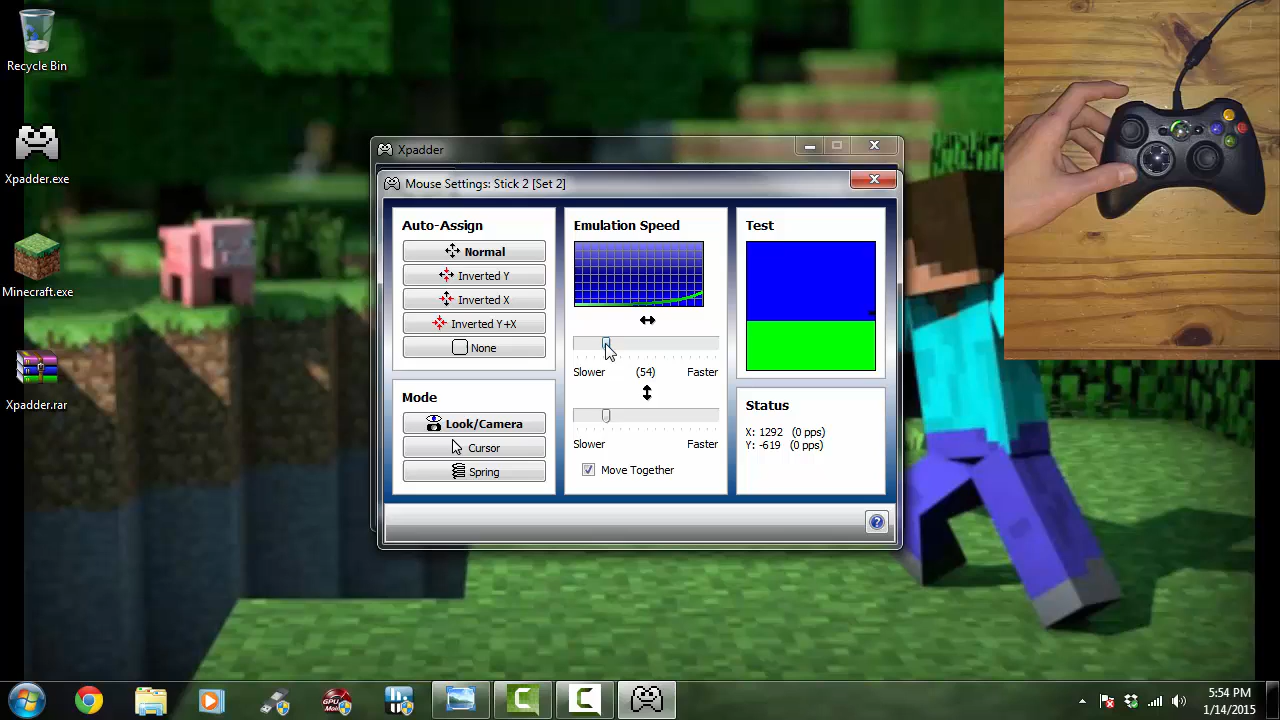 Recycle Bin
Xpadder.exe
Minecraft.exe
Xpadder.rar
Xpadder
Mouse Settings: Stick 2 [Set 2]
Auto-Assign
Normal
Inverted Y
Inverted X
Inverted Y+X
None
Mode
Look/Camera
Cursor
Spring
Emulation Speed
Slower (54) Faster
Slower Faster
Move Together
Test
Status
X: 1292 (0 pps)
Y: -619 (0 pps)
5:54 PM
1/14/2015